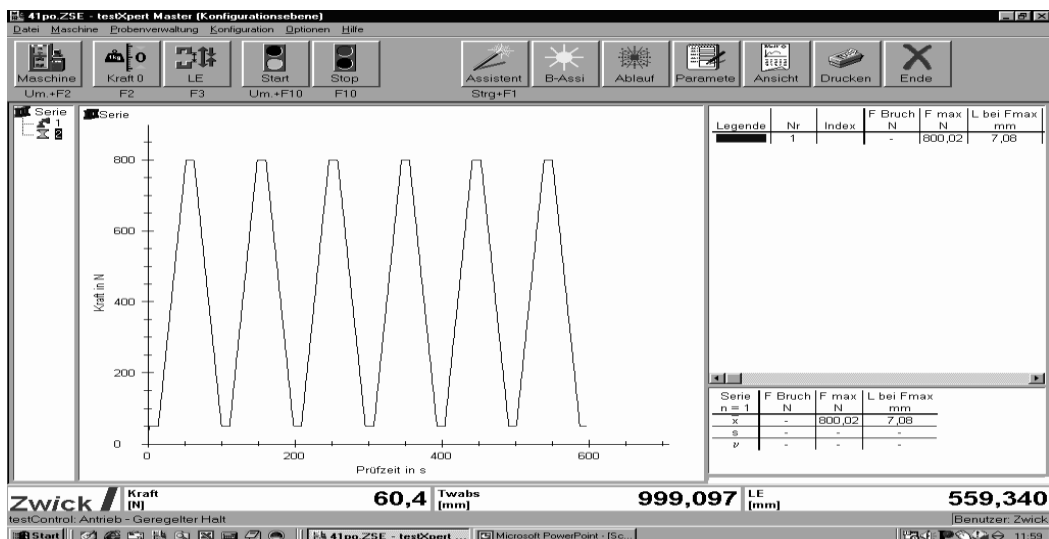 41po.ZSE - testXpert Master (Konfigurationsebene)
Datei Maschine Probenverwaltung Konfiguration Optionen Hilfe
Maschine Kraft 0 LE Start Stop Assistent B-Assi Ablauf Paramete Ansicht Drucken Ende
Um.+F2 F2 F3 Um.+F10 F10 Strg+F1
Serie
1
2
Serie
800
600
400
200
0
Kraft in N
0 200 400 600
Prüfzeit in s
F Bruch F max L bei Fmax
Legende Nr Index N N mm
1 - 800,02 7,08
Serie F Bruch F max L bei Fmax
n = 1 N N mm
x̅ - 800,02 7,08
s - - -
ν - - -
Zwick Kraft [N] 60,4 Twabs [mm] 999,097 LE [mm] 559,340
testControl: Antrieb - Geregelter Halt Benutzer: Zwick
Start 41po.ZSE - testXpert ... Microsoft PowerPoint - [Sc... 11:59